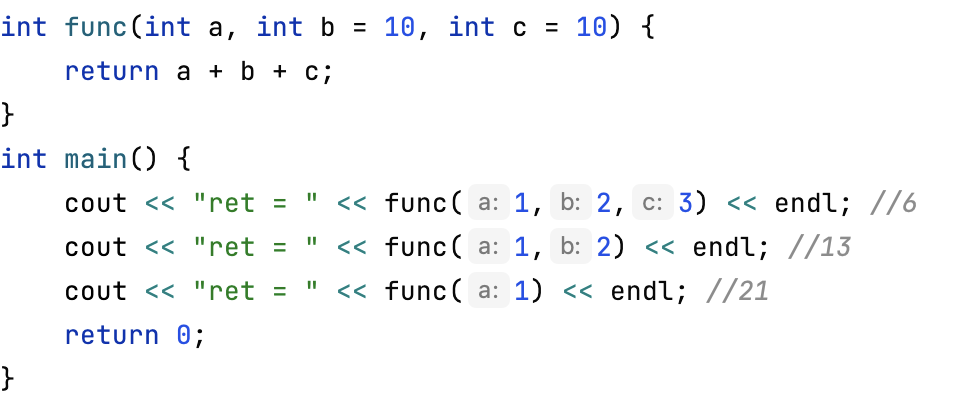 int func(int a, int b = 10, int c = 10) {
    return a + b + c;
}
int main() {
    cout << "ret = " << func( a: 1, b: 2, c: 3) << endl; //6
    cout << "ret = " << func( a: 1, b: 2) << endl; //13
    cout << "ret = " << func( a: 1) << endl; //21
    return 0;
}